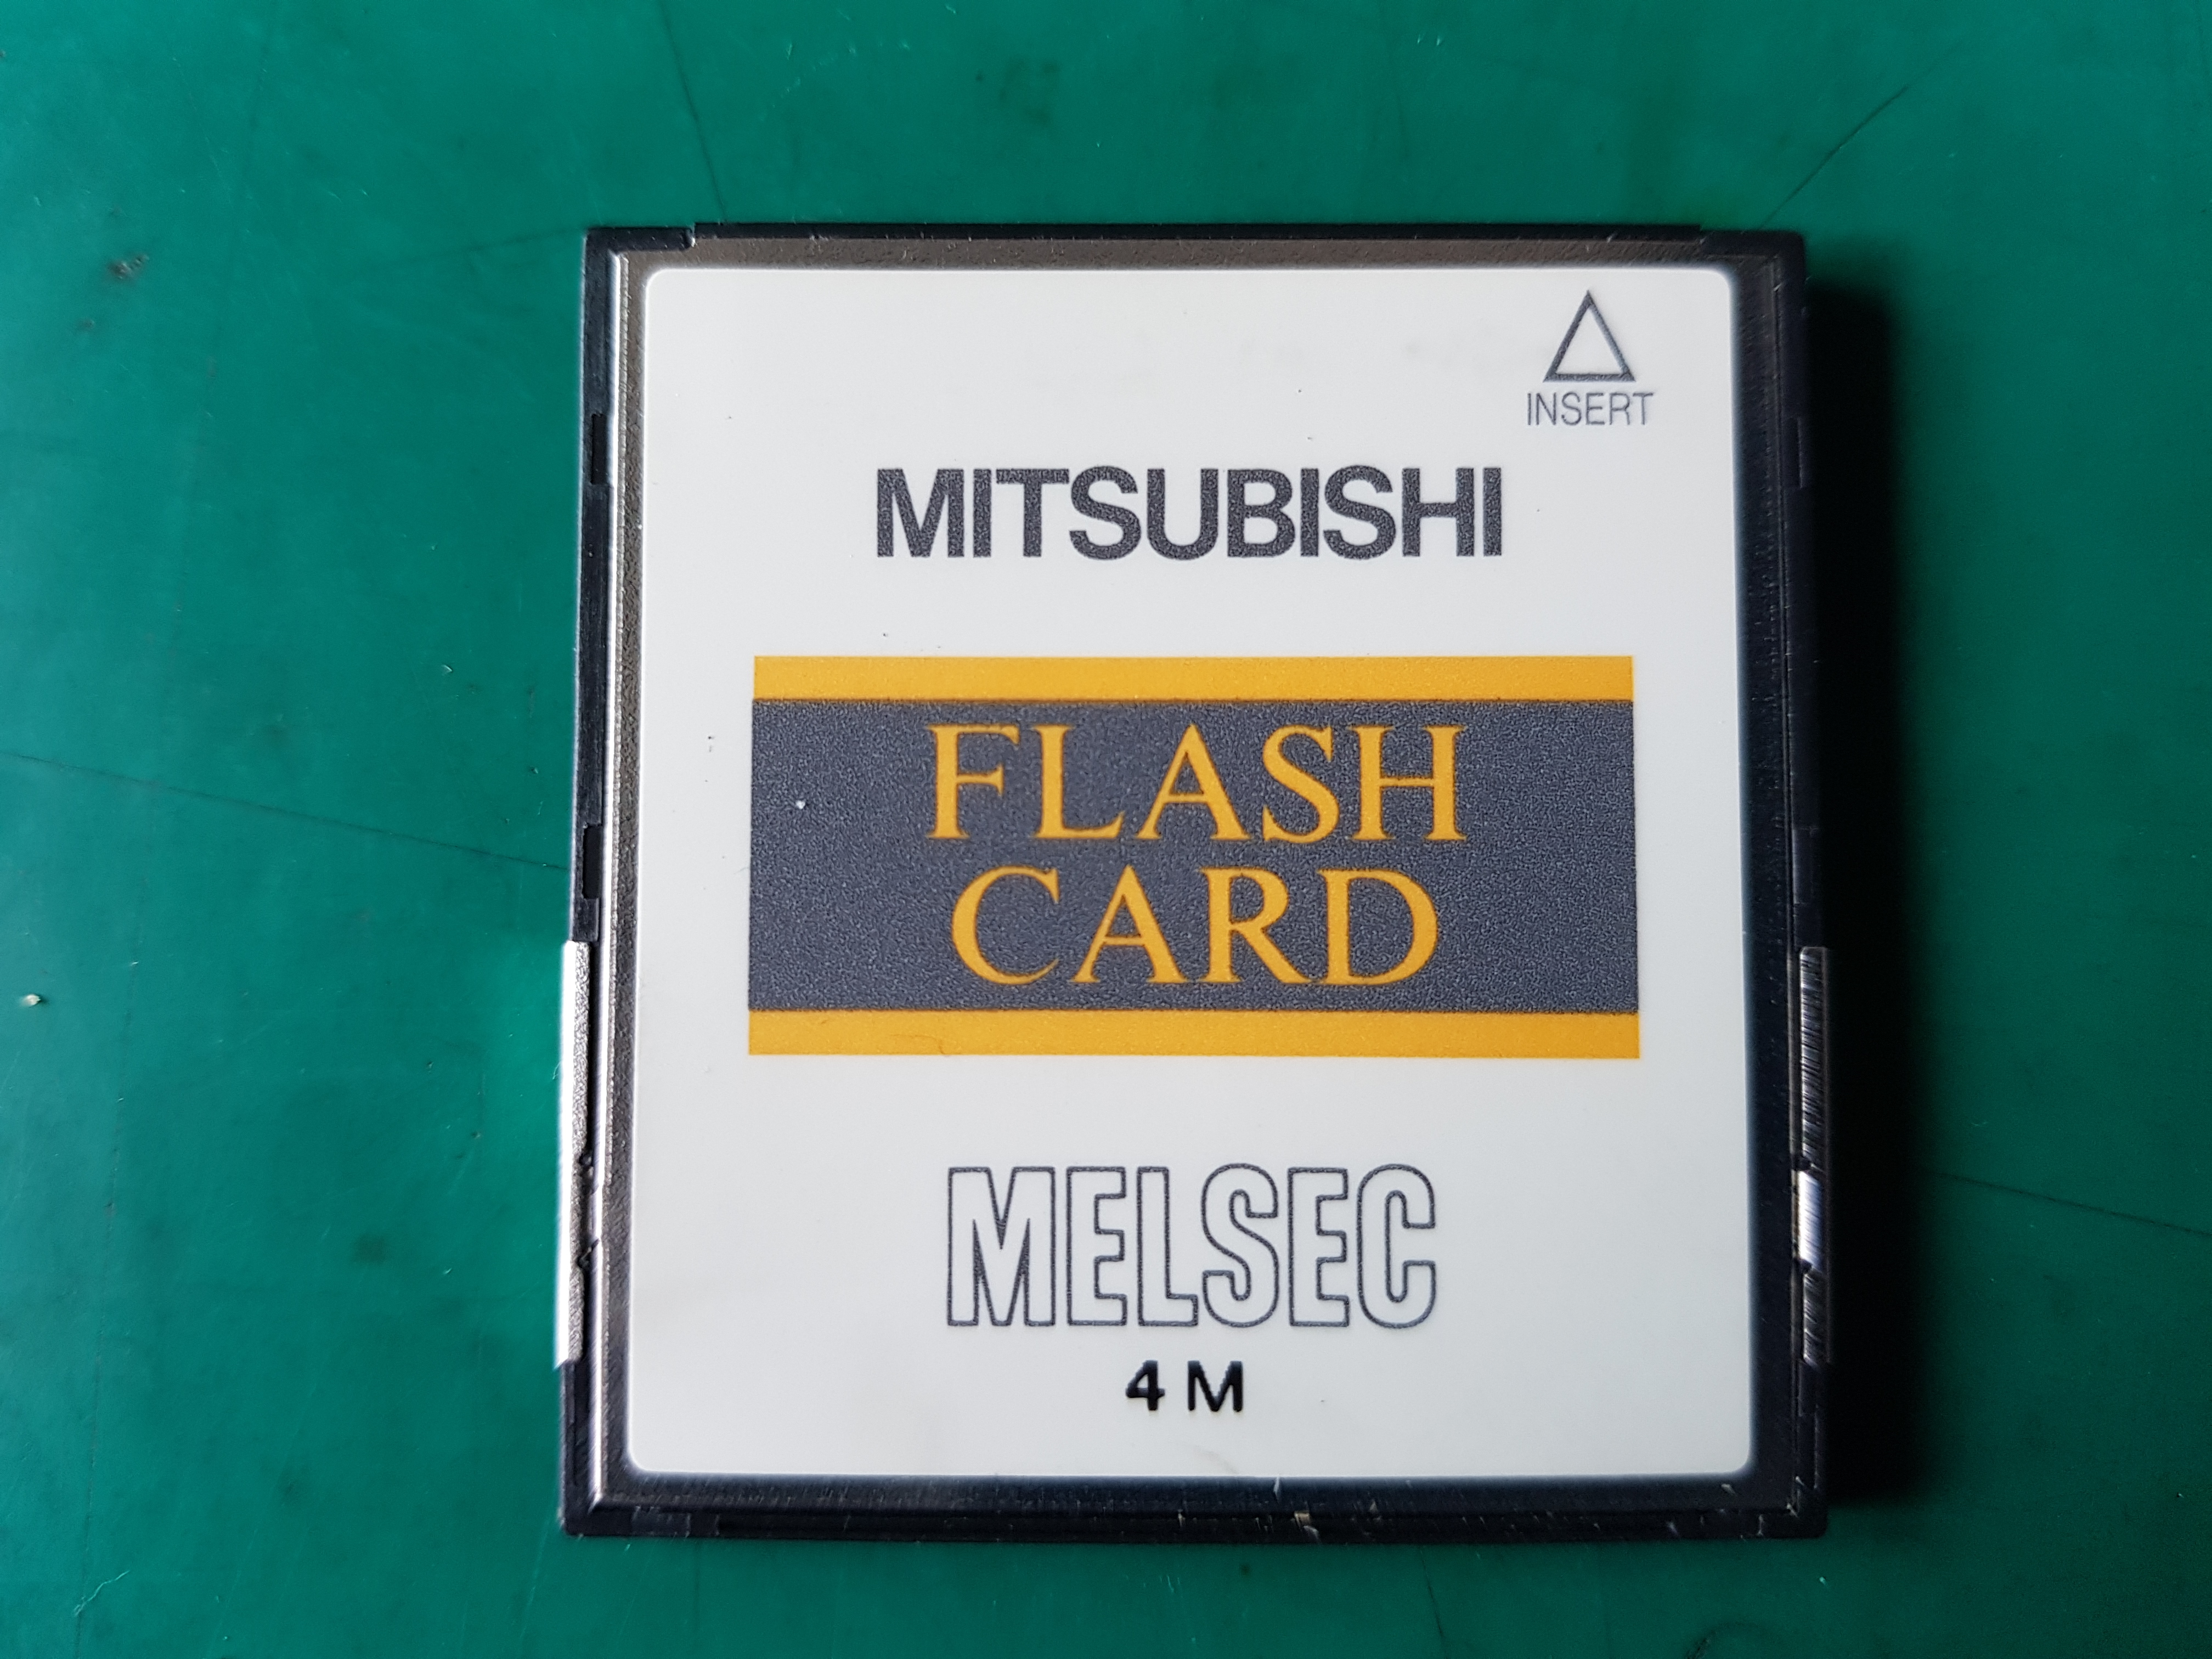 INSERT
MITSUBISHI
FLASH
CARD
MELSEC
4 M